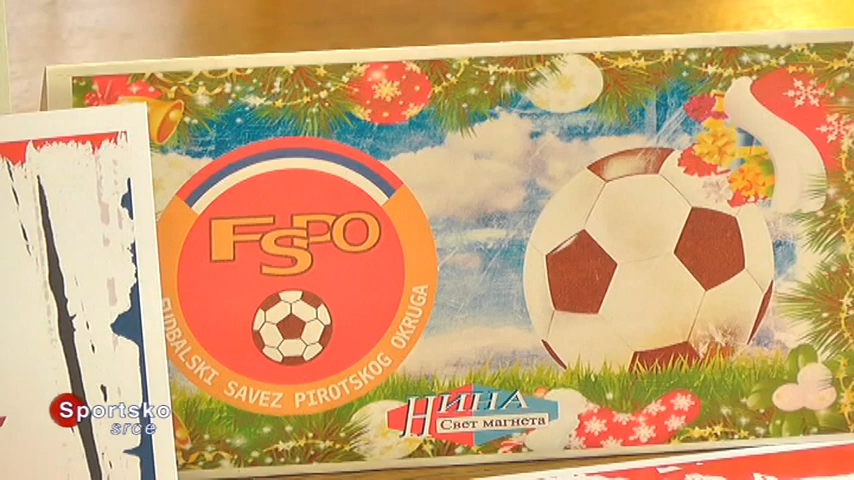 FSPO
FUDBALSKI SAVEZ PIROTSKOG OKRUGA
НИНА
Свет магнета
Sportsko
srce